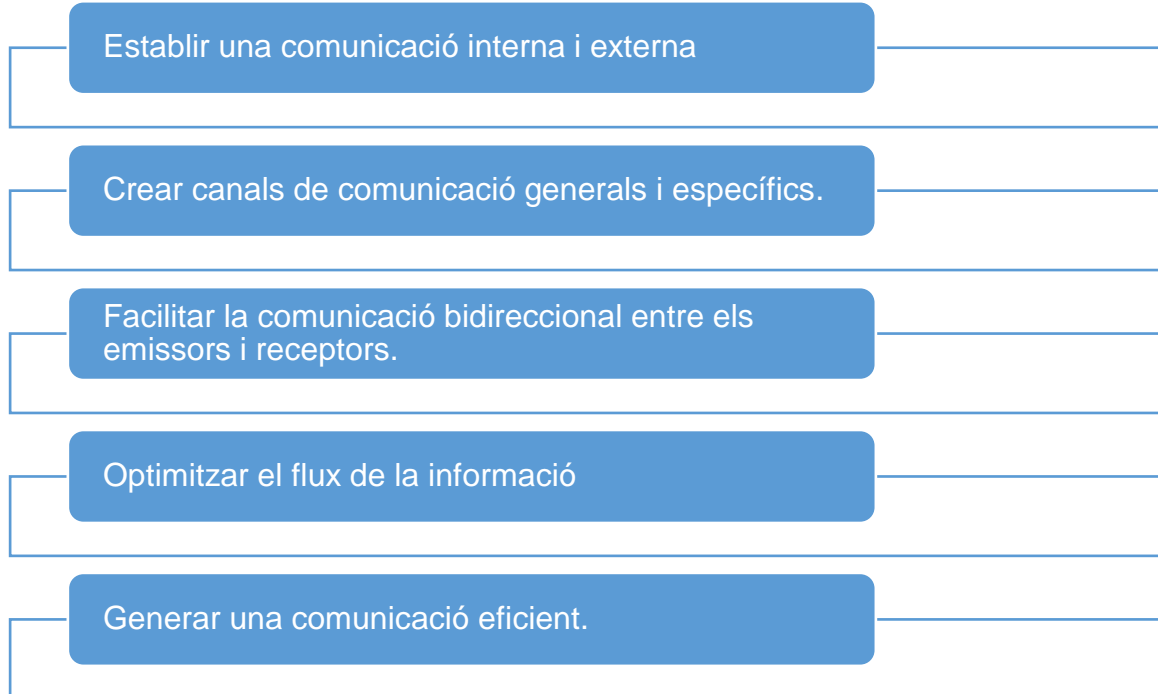 Establir una comunicació interna i externa
Crear canals de comunicació generals i específics.
Facilitar la comunicació bidireccional entre els
emissors i receptors.
Optimitzar el flux de la informació
Generar una comunicació eficient.